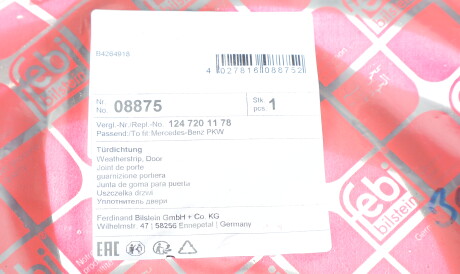 B4264918
4 027816 088752
Nr.
No. 08875
Stk.
pcs. 1
Vergl.-Nr./Repl.-No. 124 720 11 78
Passend:/To fit: Mercedes-Benz PKW
Türdichtung
Weatherstrip, Door
Joint de porte
guarnizione portiera
Junta de goma para puerta
Uszczelka drzwi
Уплотнитель двери
Ferdinand Bilstein GmbH + Co. KG
Wilhelmstr. 47 | 58256 Ennepetal | Germany
EAC
febi
bilstein
febi
bilstein